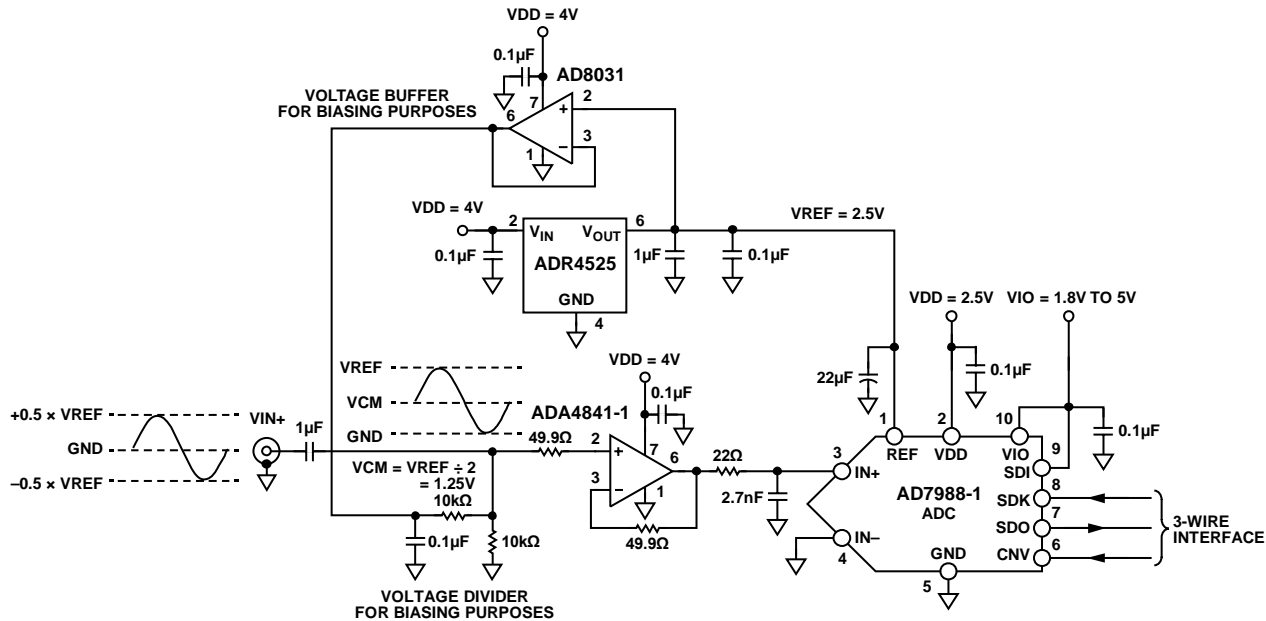 VDD = 4V
0.1µF
AD8031
VOLTAGE BUFFER
FOR BIASING PURPOSES
6
7
2
+
3
−
1
VDD = 4V
2
VIN
VOUT
6
0.1µF
ADR4525
GND
4
1µF
0.1µF
VREF = 2.5V
VDD = 2.5V
VIO = 1.8V TO 5V
22µF
0.1µF
0.1µF
VREF
VCM
GND
VDD = 4V
0.1µF
ADA4841-1
+0.5 × VREF
GND
−0.5 × VREF
VIN+
1µF
VCM = VREF ÷ 2
= 1.25V
10kΩ
0.1µF
10kΩ
VOLTAGE DIVIDER
FOR BIASING PURPOSES
49.9Ω
2
+
3
−
7
6
1
49.9Ω
22Ω
2.7nF
1
REF
2
VDD
10
VIO
9
SDI
3
IN+
AD7988-1
ADC
8
SDK
7
SDO
6
CNV
IN−
4
GND
5
3-WIRE
INTERFACE